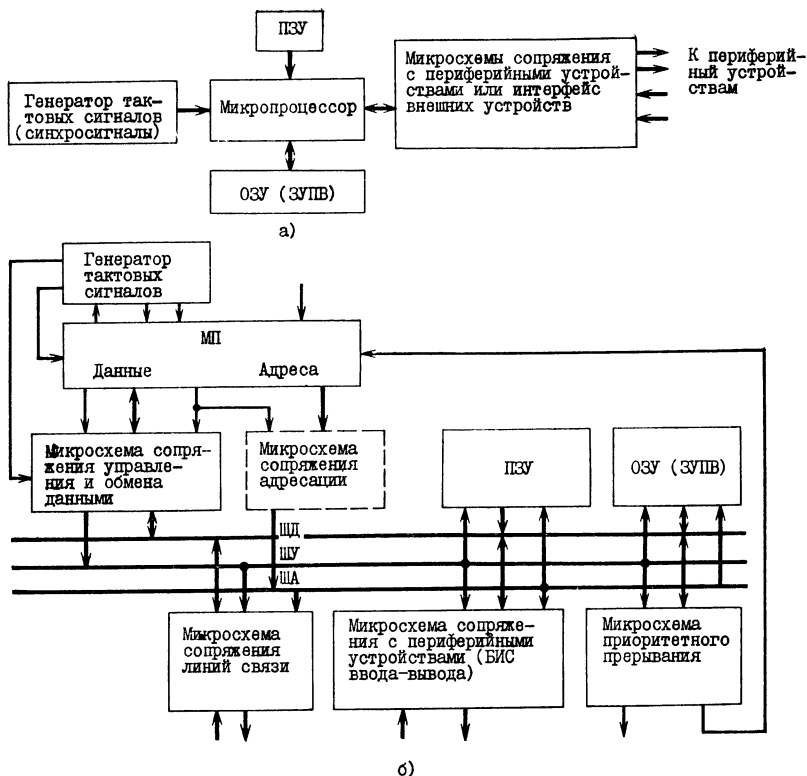 ПЗУ
Генератор так-
товых сигналов
(синхросигналы)
Микропроцессор
Микросхемы сопряжения
с периферийными устрой-
ствами или интерфейс
внешних устройств
К перифери́й-
ный устрой-
ствам
ОЗУ (ЗУПВ)
а)
Генератор
тактовых
сигналов
МП
Данные
Адреса
Микросхема сопря-
жения управле-
ния и обмена
данными
Микросхема
сопряжения
адресации
ПЗУ
ОЗУ (ЗУПВ)
ШД
ШУ
ША
Микросхема
сопряжения
линий связи
Микросхема сопряже-
ния с периферийными
устройствами (БИС
ввода-вывода)
Микросхема
приоритетного
прерывания
б)